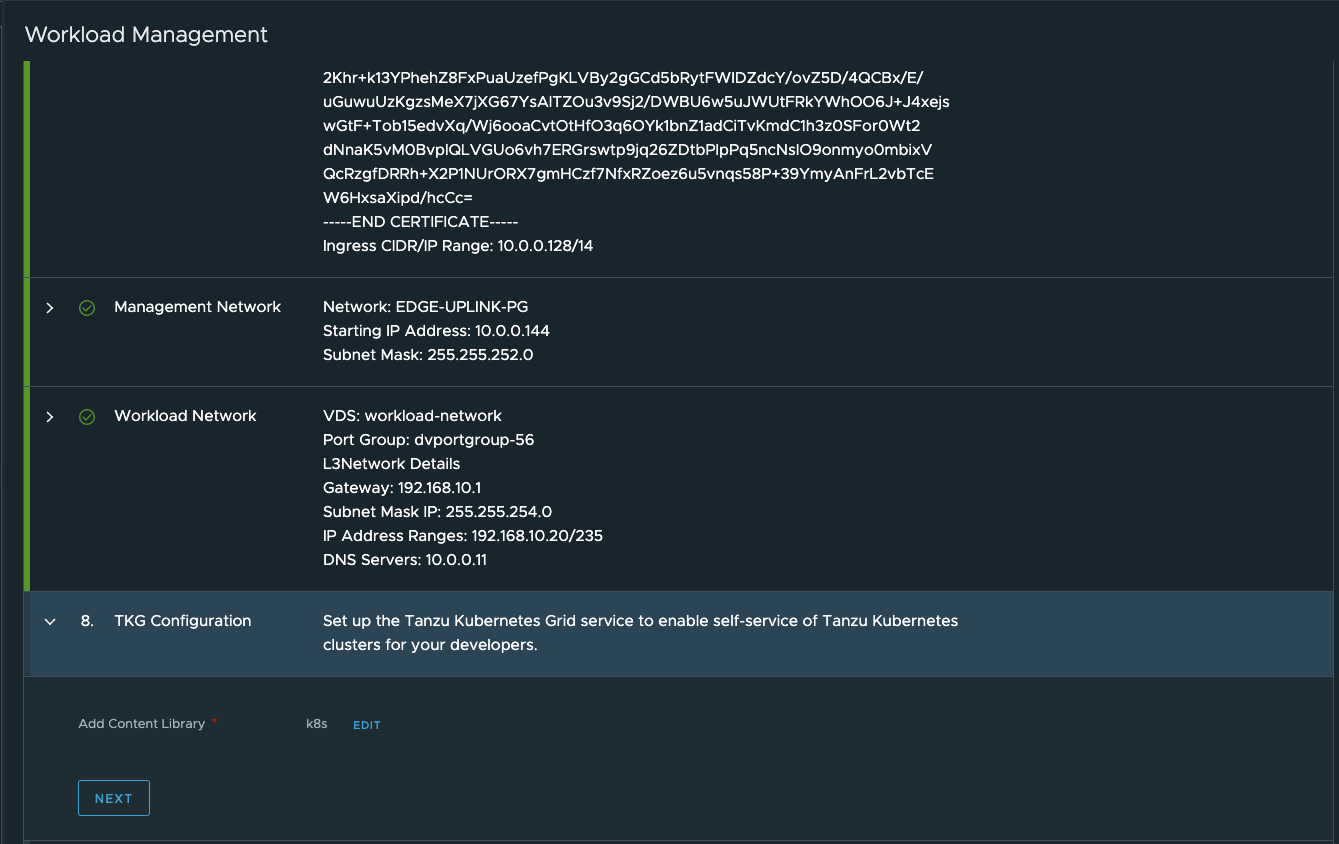 Workload Management
2Khr+k13YPhehZ8FxPuaUzefPgKLVBy2gGCd5bRytFWIDZdcY/ovZ5D/4QCBx/E/
uGuwuUzKgzsMeX7jXG67YsAlTZOu3v9Sj2/DWBU6w5uJWUtFRkYWhOO6J+J4xejs
wGtF+Tob15edvXq/Wj6ooaCvtOtHfO3q6OYk1bnZ1adCiTvKmdC1h3z0SFor0Wt2
dNnaK5vM0BvpIQLVGUo6vh7ERGrswtp9jq26ZDtbPlpPq5ncNslO9onmyo0mbixV
QcRzgfDRRh+X2P1NUrORX7gmHCzf7NfxRZoez6u5vnqs58P+39YmyAnFrL2vbTcE
W6HxsaXipd/hcCc=
-----END CERTIFICATE-----
Ingress CIDR/IP Range: 10.0.0.128/14
Management Network
Network: EDGE-UPLINK-PG
Starting IP Address: 10.0.0.144
Subnet Mask: 255.255.252.0
Workload Network
VDS: workload-network
Port Group: dvportgroup-56
L3Network Details
Gateway: 192.168.10.1
Subnet Mask IP: 255.255.254.0
IP Address Ranges: 192.168.10.20/235
DNS Servers: 10.0.0.11
8. TKG Configuration
Set up the Tanzu Kubernetes Grid service to enable self-service of Tanzu Kubernetes
clusters for your developers.
Add Content Library *
k8s EDIT
NEXT